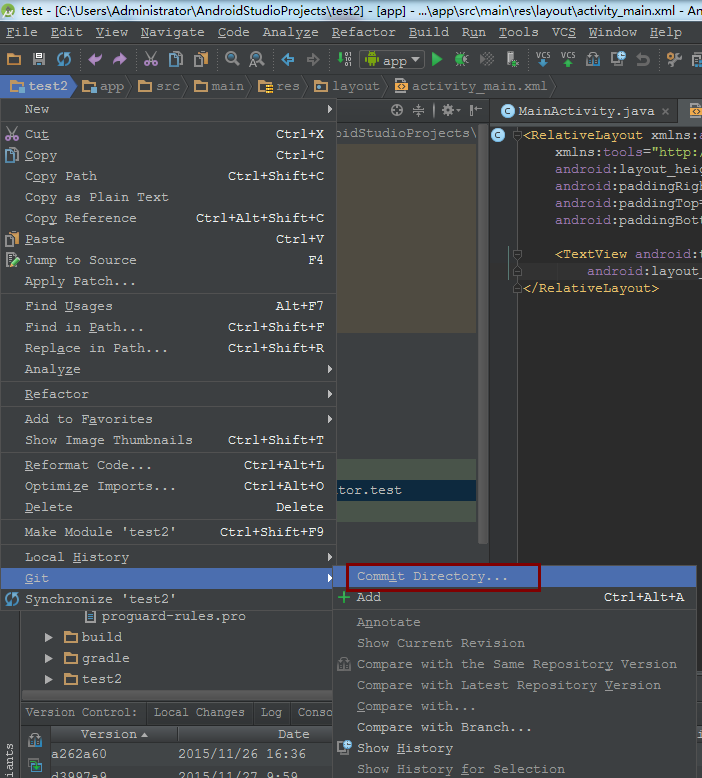 test - [C:\Users\Administrator\AndroidStudioProjects\test2] - [app] - ...\app\src\main\res\layout\activity_main.xml - An
File Edit View Navigate Code Analyze Refactor Build Run Tools VCS Window Help
app VCS VCS
test2 app src main res layout activity_main.xml
New
MainActivity.java
Cut Ctrl+X
Copy Ctrl+C
Copy Path Ctrl+Shift+C
Copy as Plain Text
Copy Reference Ctrl+Alt+Shift+C
Paste Ctrl+V
Jump to Source F4
Apply Patch...
Find Usages Alt+F7
Find in Path... Ctrl+Shift+F
Replace in Path... Ctrl+Shift+R
Analyze
Refactor
Add to Favorites
Show Image Thumbnails Ctrl+Shift+T
Reformat Code... Ctrl+Alt+L
Optimize Imports... Ctrl+Alt+O
Delete Delete
Make Module 'test2' Ctrl+Shift+F9
Local History
Git
Synchronize 'test2'
oidStudioProjects\
tor.test
<RelativeLayout xmlns:a
xmlns:tools="http:/
android:layout_heig
android:paddingRigh
android:paddingTop=
android:paddingBott
<TextView android:t
android:layout_
</RelativeLayout>
Commit Directory...
Add Ctrl+Alt+A
Annotate
Show Current Revision
Compare with the Same Repository Version
Compare with Latest Repository Version
Compare with...
Compare with Branch...
Show History
Show History for Selection
proguard-rules.pro
build
gradle
test2
Version Control: Local Changes Log Conso
Version Date
a262a60 2015/11/26 16:36
d3997a9 2015/11/27 9:59
iants